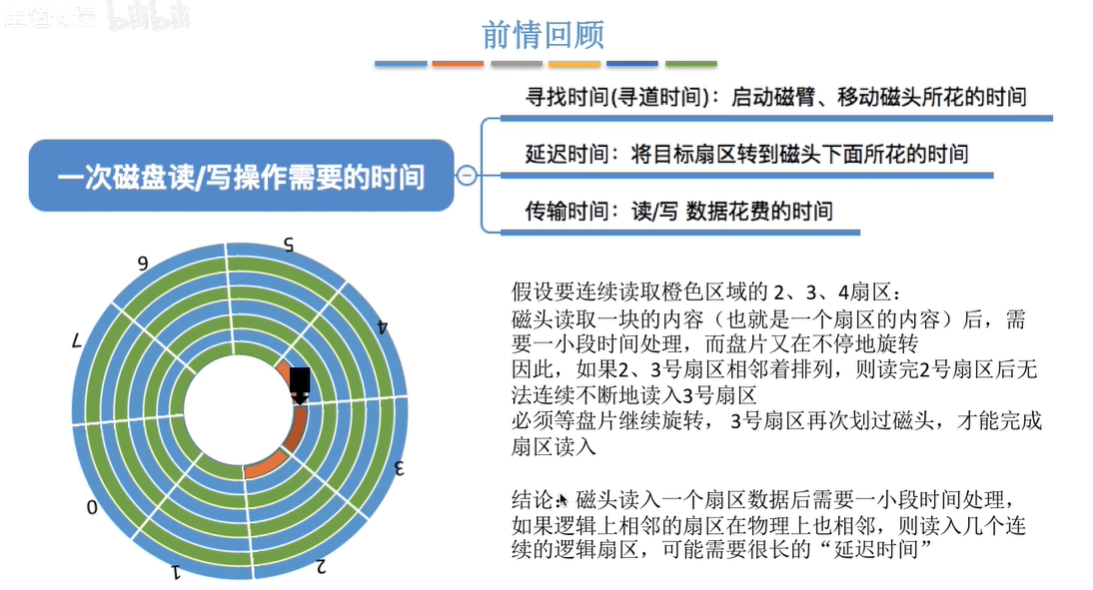 bilibili
前情回顾
寻找时间(寻道时间)：启动磁臂、移动磁头所花的时间
一次磁盘读/写操作需要的时间
延迟时间：将目标扇区转到磁头下面所花的时间
传输时间：读/写 数据花费的时间
5
6
4
7
3
0
2
1
假设要连续读取橙色区域的 2、3、4扇区：
磁头读取一块的内容（也就是一个扇区的内容）后，需
要一小段时间处理，而盘片又在不停地旋转
因此，如果2、3号扇区相邻着排列，则读完2号扇区后无
法连续不断地读入3号扇区
必须等盘片继续旋转， 3号扇区再次划过磁头，才能完成
扇区读入
结论：磁头读入一个扇区数据后需要一小段时间处理，
如果逻辑上相邻的扇区在物理上也相邻，则读入几个连
续的逻辑扇区，可能需要很长的“延迟时间”